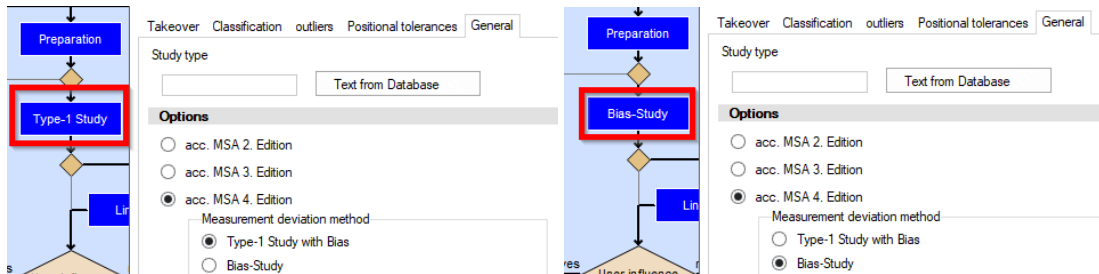 Preparation
Type-1 Study
Lir
s
Takeover Classification outliers Positional tolerances General
Study type
Text from Database
Options
acc. MSA 2. Edition
acc. MSA 3. Edition
acc. MSA 4. Edition
Measurement deviation method
Type-1 Study with Bias
Bias-Study
Preparation
Bias-Study
Lin
yes
User influence
Takeover Classification outliers Positional tolerances General
Study type
Text from Database
Options
acc. MSA 2. Edition
acc. MSA 3. Edition
acc. MSA 4. Edition
Measurement deviation method
Type-1 Study with Bias
Bias-Study